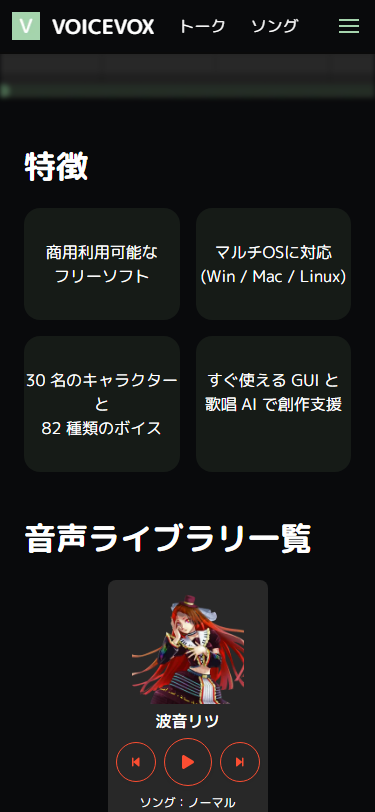 V VOICEVOX トーク ソング
特徴
商用利用可能な
フリーソフト
マルチOSに対応
(Win / Mac / Linux)
30 名のキャラクター
と
82 種類のボイス
すぐ使える GUI と
歌唱 AI で創作支援
音声ライブラリ一覧
波音リツ
ソング：ノーマル